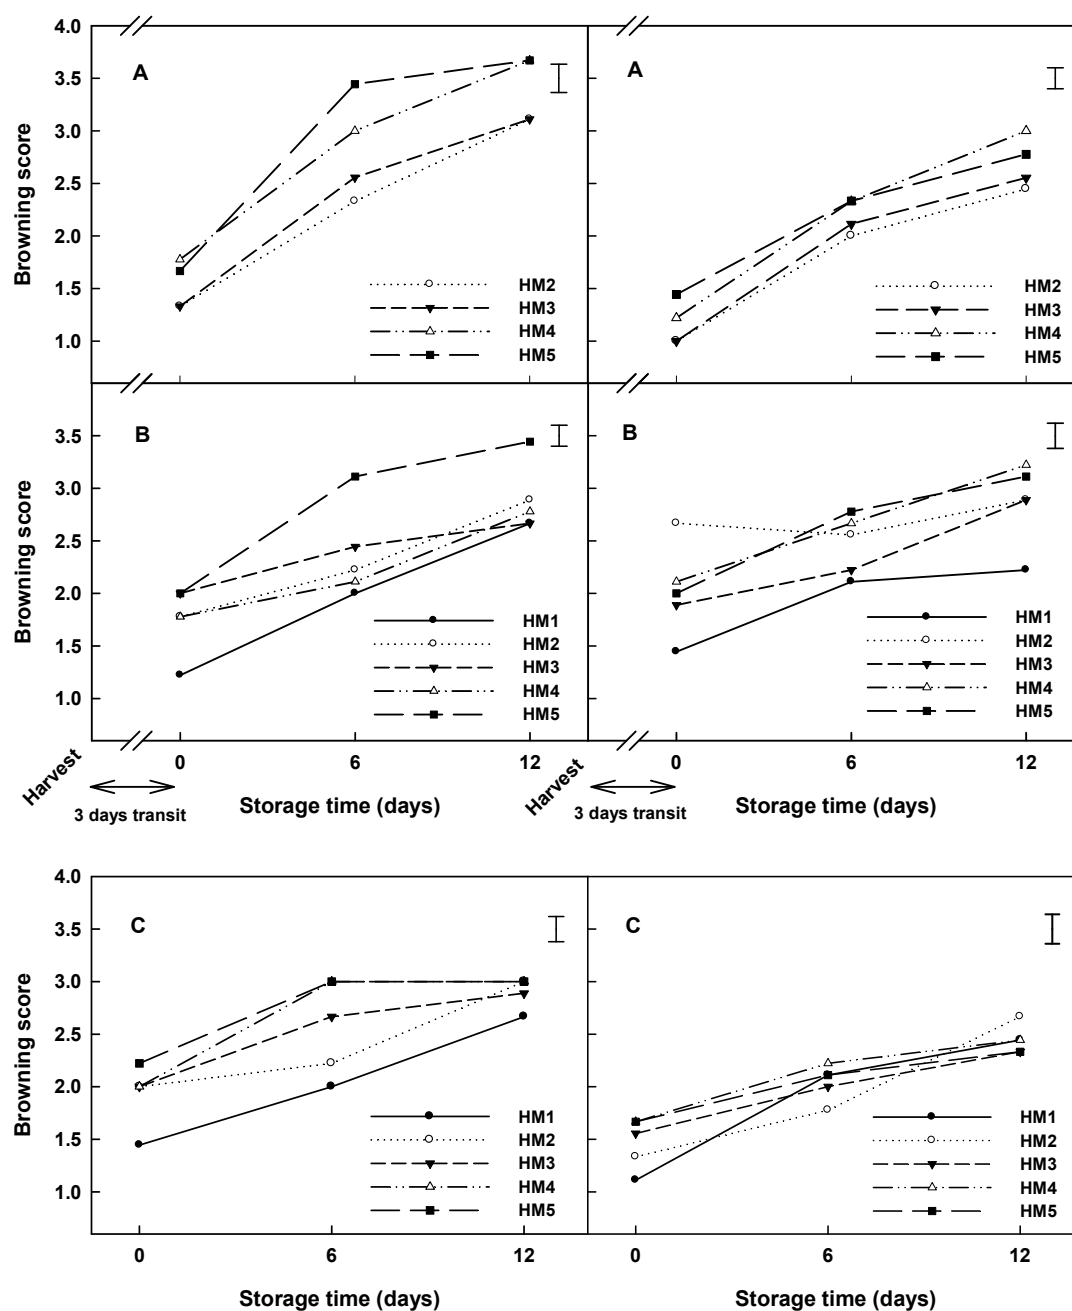 4.0
3.5
3.0
2.5
2.0
1.5
1.0
Browning score
A
HM2
HM3
HM4
HM5
A
HM2
HM3
HM4
HM5
3.5
3.0
2.5
2.0
1.5
1.0
Browning score
B
HM1
HM2
HM3
HM4
HM5
B
HM1
HM2
HM3
HM4
HM5
Harvest
0
6
12
Harvest
0
6
12
3 days transit
Storage time (days)
3 days transit
Storage time (days)
4.0
3.5
3.0
2.5
2.0
1.5
1.0
Browning score
C
HM1
HM2
HM3
HM4
HM5
C
HM1
HM2
HM3
HM4
HM5
0
6
12
0
6
12
Storage time (days)
Storage time (days)